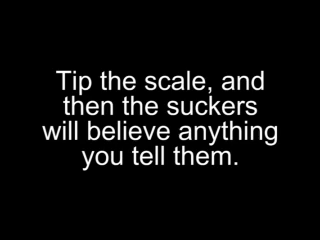 Tip the scale, and
then the suckers
will believe anything
you tell them.